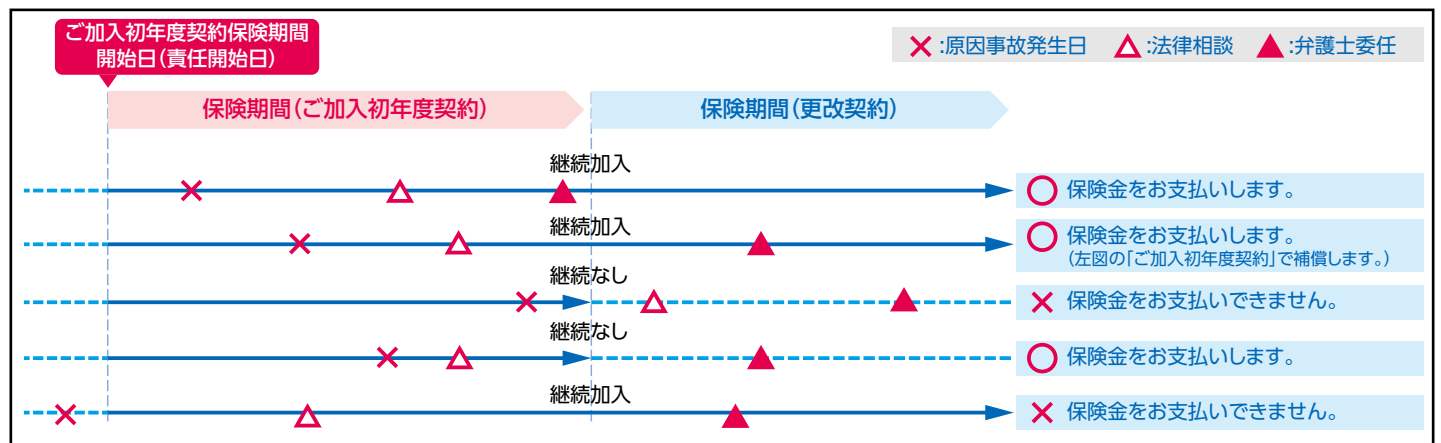 ご加入初年度契約保険期間
開始日(責任開始日)
×:原因事故発生日 △:法律相談 ▲:弁護士委任
保険期間(ご加入初年度契約) 保険期間(更改契約)
継続加入
保険金をお支払いします。
継続加入
保険金をお支払いします。
(左図の「ご加入初年度契約」で補償します。)
継続なし
保険金をお支払いできません。
継続なし
保険金をお支払いします。
継続加入
保険金をお支払いできません。